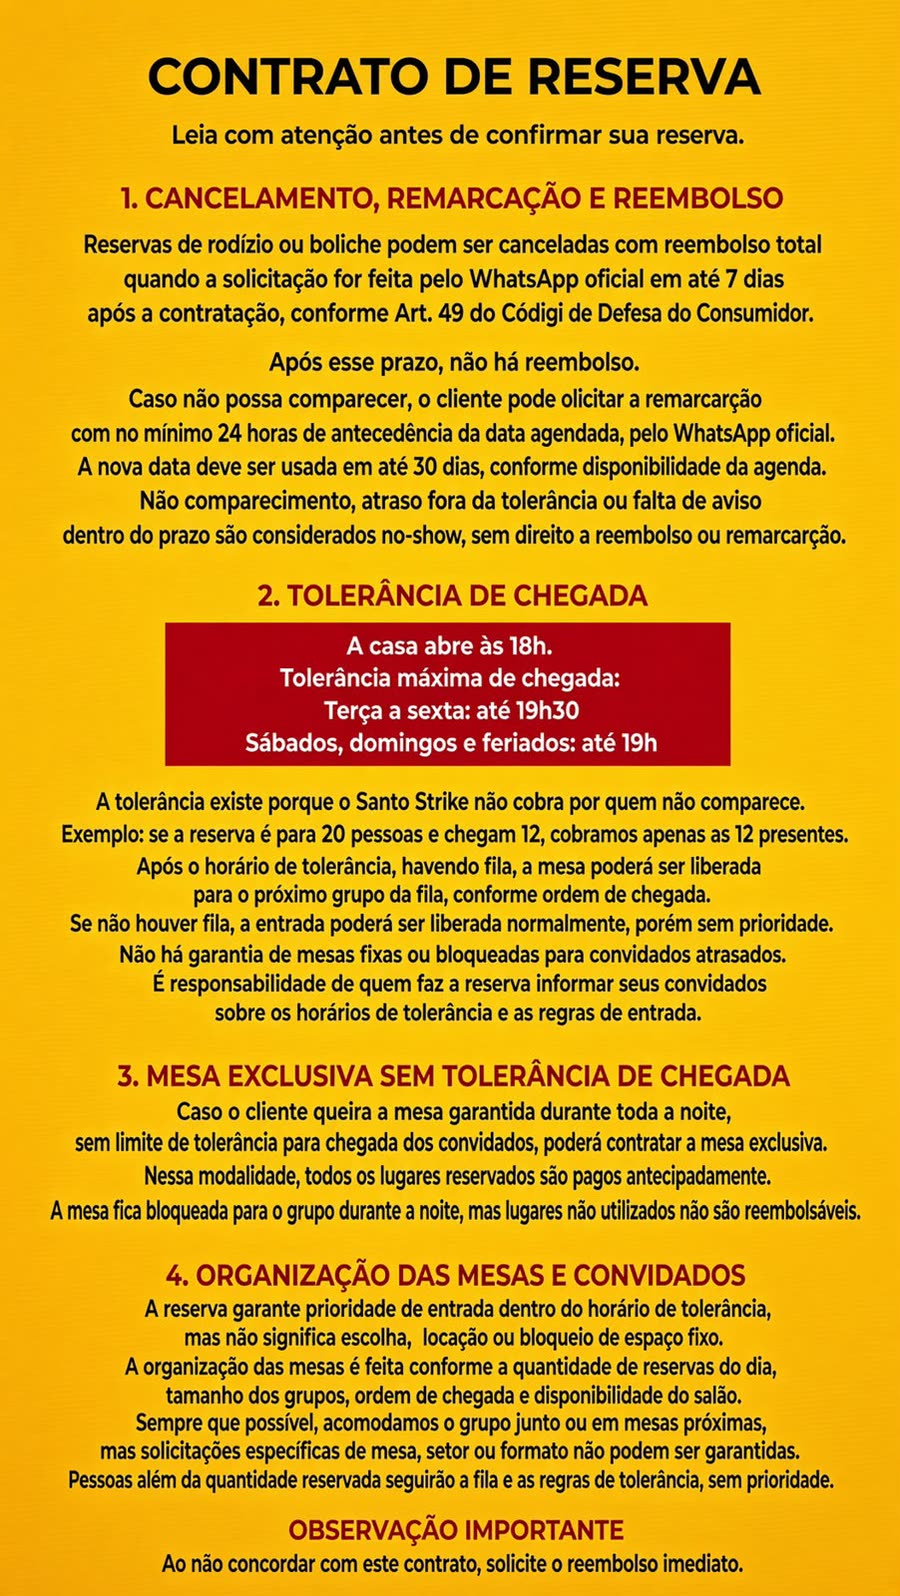 CONTRATO DE RESERVA
Leia com atenção antes de confirmar sua reserva.
1. CANCELAMENTO, REMARCAÇÃO E REEMBOLSO
Reservas de rodízio ou boliche podem ser canceladas com reembolso total
quando a solicitação for feita pelo WhatsApp oficial em até 7 dias
após a contratação, conforme Art. 49 do Códigi de Defesa do Consumidor.
Após esse prazo, não há reembolso.
Caso não possa comparecer, o cliente pode olicitar a remarcarção
com no mínimo 24 horas de antecedência da data agendada, pelo WhatsApp oficial.
A nova data deve ser usada em até 30 dias, conforme disponibilidade da agenda.
Não comparecimento, atraso fora da tolerância ou falta de aviso
dentro do prazo são considerados no-show, sem direito a reembolso ou remarcarção.
2. TOLERÂNCIA DE CHEGADA
A casa abre às 18h.
Tolerância máxima de chegada:
Terça a sexta: até 19h30
Sábados, domingos e feriados: até 19h
A tolerância existe porque o Santo Strike não cobra por quem não comparece.
Exemplo: se a reserva é para 20 pessoas e chegam 12, cobramos apenas as 12 presentes.
Após o horário de tolerância, havendo fila, a mesa poderá ser liberada
para o próximo grupo da fila, conforme ordem de chegada.
Se não houver fila, a entrada poderá ser liberada normalmente, porém sem prioridade.
Não há garantia de mesas fixas ou bloqueadas para convidados atrasados.
É responsabilidade de quem faz a reserva informar seus convidados
sobre os horários de tolerância e as regras de entrada.
3. MESA EXCLUSIVA SEM TOLERÂNCIA DE CHEGADA
Caso o cliente queira a mesa garantida durante toda a noite,
sem limite de tolerância para chegada dos convidados, poderá contratar a mesa exclusiva.
Nessa modalidade, todos os lugares reservados são pagos antecipadamente.
A mesa fica bloqueada para o grupo durante a noite, mas lugares não utilizados não são reembolsáveis.
4. ORGANIZAÇÃO DAS MESAS E CONVIDADOS
A reserva garante prioridade de entrada dentro do horário de tolerância,
mas não significa escolha, locação ou bloqueio de espaço fixo.
A organização das mesas é feita conforme a quantidade de reservas do dia,
tamanho dos grupos, ordem de chegada e disponibilidade do salão.
Sempre que possível, acomodamos o grupo junto ou em mesas próximas,
mas solicitações específicas de mesa, setor ou formato não podem ser garantidas.
Pessoas além da quantidade reservada seguirão a fila e as regras de tolerância, sem prioridade.
OBSERVAÇÃO IMPORTANTE
Ao não concordar com este contrato, solicite o reembolso imediato.